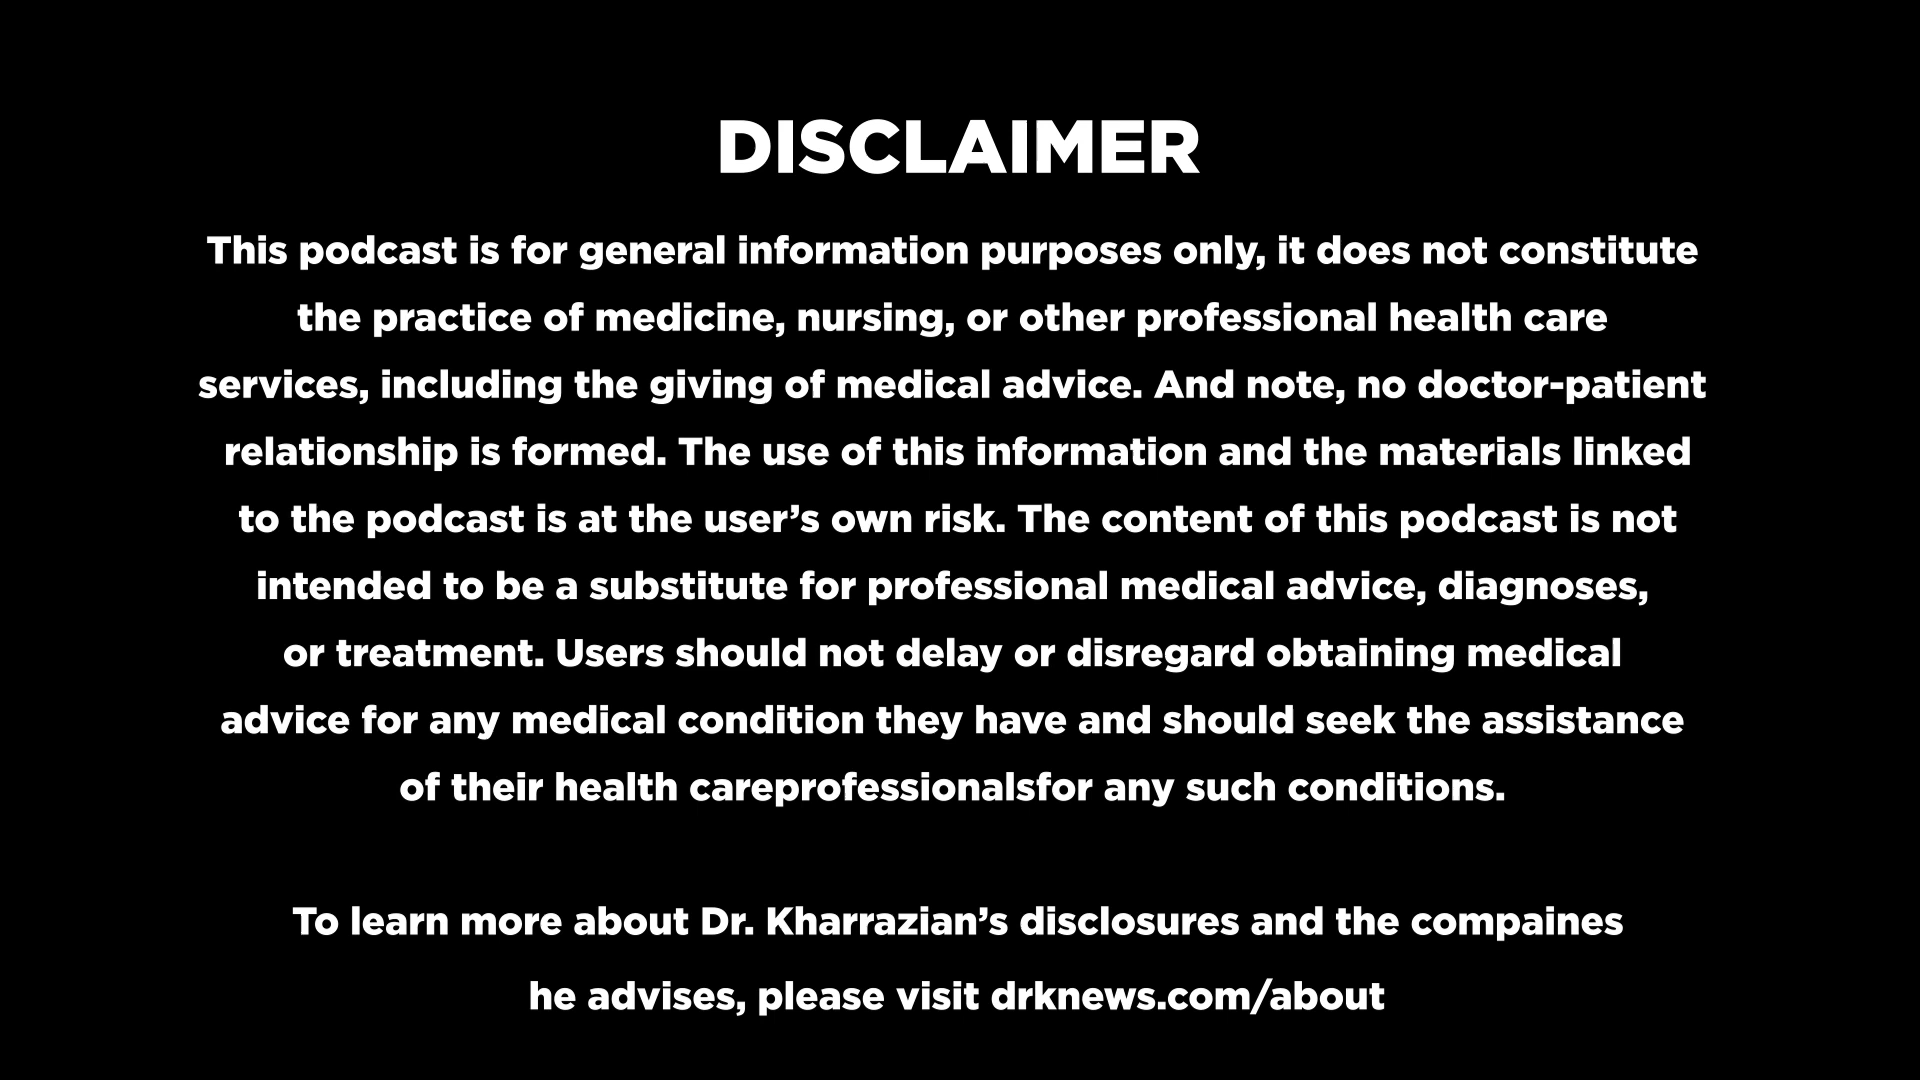 DISCLAIMER
This podcast is for general information purposes only, it does not constitute
the practice of medicine, nursing, or other professional health care
services, including the giving of medical advice. And note, no doctor-patient
relationship is formed. The use of this information and the materials linked
to the podcast is at the user’s own risk. The content of this podcast is not
intended to be a substitute for professional medical advice, diagnoses,
or treatment. Users should not delay or disregard obtaining medical
advice for any medical condition they have and should seek the assistance
of their health careprofessionalsfor any such conditions.
To learn more about Dr. Kharrazian’s disclosures and the compaines
he advises, please visit drknews.com/about